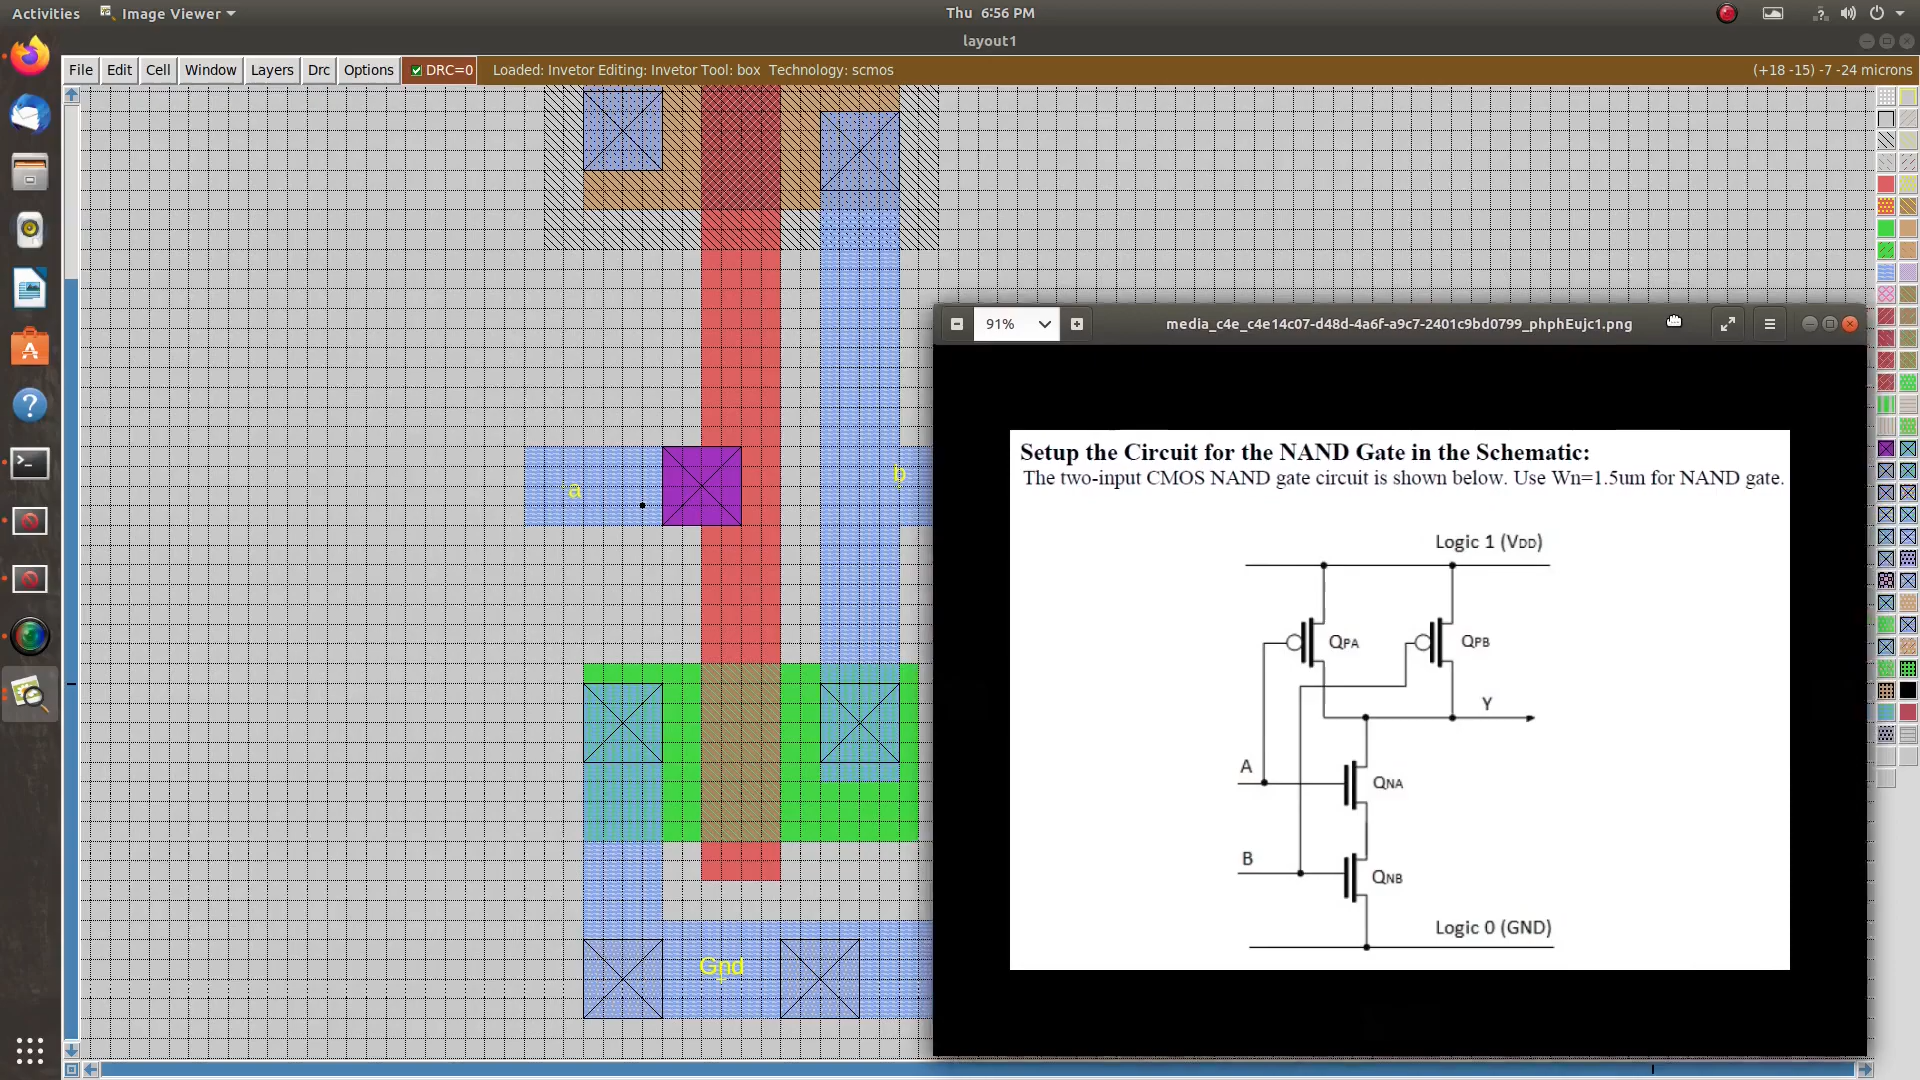 Activities Image Viewer Thu 6:56 PM
layout1
File Edit Cell Window Layers Drc Options DRC=0 Loaded: Invetor Editing: Invetor Tool: box Technology: scmos (+18 -15) -7 -24 microns
91% media_c4e_c4e14c07-d48d-4a6f-a9c7-2401c9bd0799_phphEujc1.png
a
b
Gnd
Setup the Circuit for the NAND Gate in the Schematic:
The two-input CMOS NAND gate circuit is shown below. Use Wn=1.5um for NAND gate.
Logic 1 (VDD)
QPA QPB
Y
A QNA
B QNB
Logic 0 (GND)